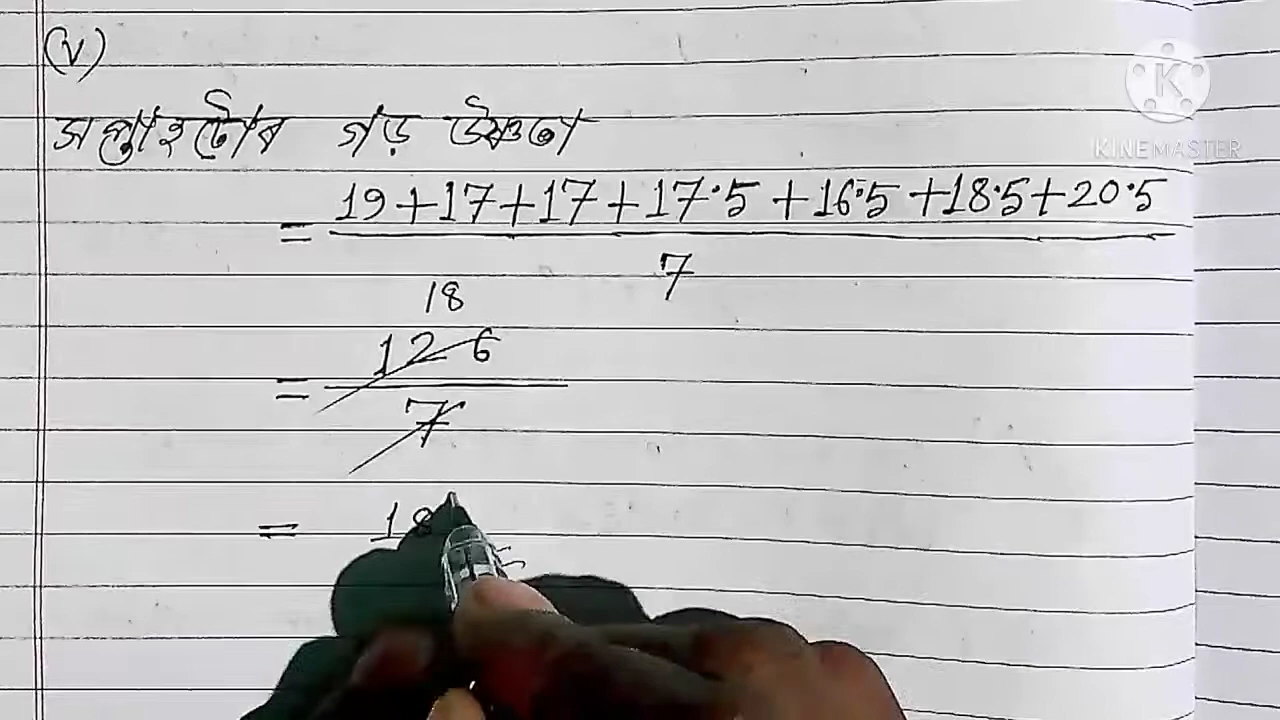 (v)
K
KINEMASTER
সপ্তাহটোৰ গড় উষ্ণতা
= 19+17+17+17.5+16.5+18.5+20.5
7
18
= 126
7
= 18